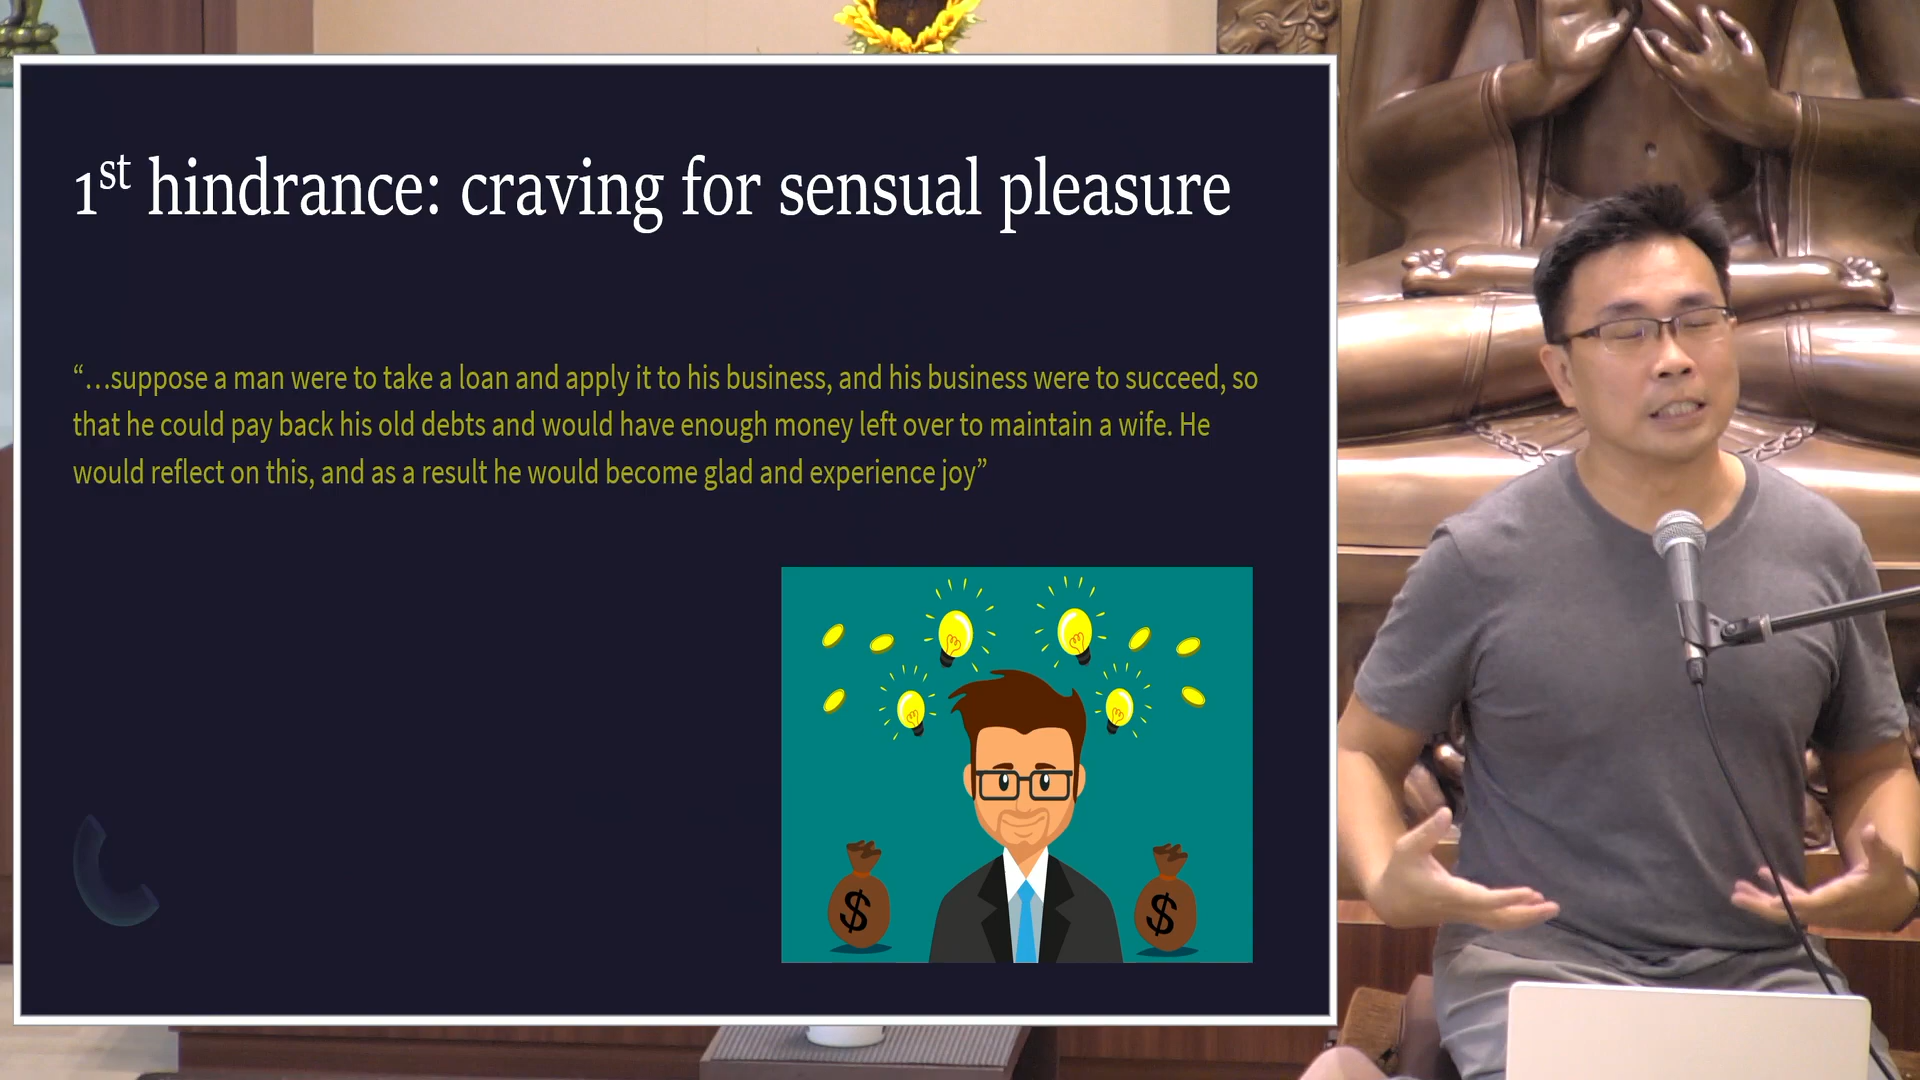 1st hindrance: craving for sensual pleasure
“…suppose a man were to take a loan and apply it to his business, and his business were to succeed, so
that he could pay back his old debts and would have enough money left over to maintain a wife. He
would reflect on this, and as a result he would become glad and experience joy”
$ $